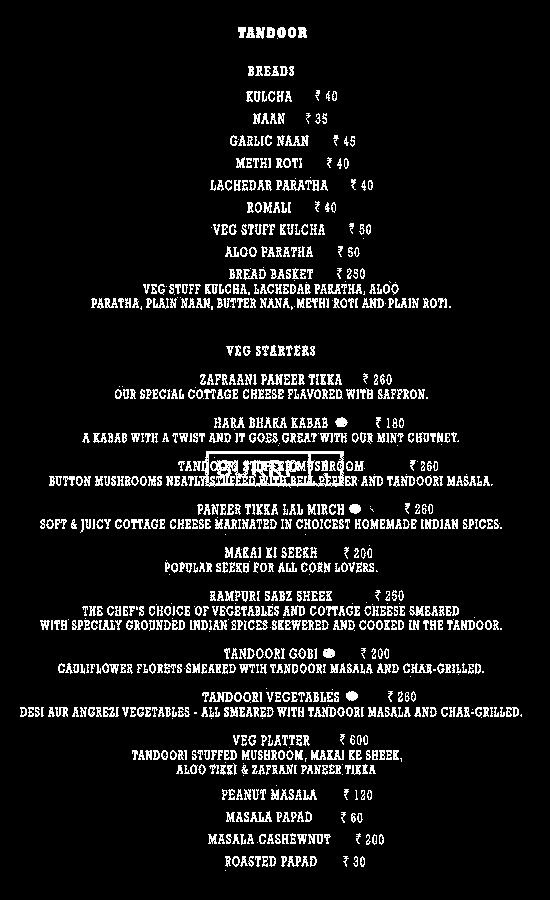 TANDOOR
BREADS
KULCHA ₹ 40
NAAN ₹ 35
GARLIC NAAN ₹ 45
METHI ROTI ₹ 40
LACHEDAR PARATHA ₹ 40
ROMALI ₹ 40
VEG STUFF KULCHA ₹ 50
ALOO PARATHA ₹ 50
BREAD BASKET ₹ 250
VEG STUFF KULCHA, LACHEDAR PARATHA, ALOO
PARATHA, PLAIN NAAN, BUTTER NANA, METHI ROTI AND PLAIN ROTI.
VEG STARTERS
ZAFRAANI PANEER TIKKA ₹ 260
OUR SPECIAL COTTAGE CHEESE FLAVORED WITH SAFFRON.
HARA BHARA KABAB ₹ 180
A KABAB WITH A TWIST AND IT GOES GREAT WITH OUR MINT CHUTNEY.
TANDOORI STUFFED MUSHROOM ₹ 260
BUTTON MUSHROOMS NEATLY STUFFED WITH BELL PEPPER AND TANDOORI MASALA.
PANEER TIKKA LAL MIRCH ₹ 260
SOFT & JUICY COTTAGE CHEESE MARINATED IN CHOICEST HOMEMADE INDIAN SPICES.
MAKAI KI SEEKH ₹ 200
POPULAR SEEKH FOR ALL CORN LOVERS.
RAMPURI SABZ SHEEK ₹ 250
THE CHEF'S CHOICE OF VEGETABLES AND COTTAGE CHEESE SMEARED
WITH SPECIALY GROUNDED INDIAN SPICES SKEWERED AND COOKED IN THE TANDOOR.
TANDOORI GOBI ₹ 200
CAULIFLOWER FLORETS SMEARED WTIH TANDOORI MASALA AND CHAR-GRILLED.
TANDOORI VEGETABLES ₹ 260
DESI AUR ANGREZI VEGETABLES - ALL SMEARED WITH TANDOORI MASALA AND CHAR-GRILLED.
VEG PLATTER ₹ 600
TANDOORI STUFFED MUSHROOM, MAKAI KE SHEEK,
ALOO TIKKI & ZAFRANI PANEER TIKKA
PEANUT MASALA ₹ 120
MASALA PAPAD ₹ 60
MASALA CASHEWNUT ₹ 200
ROASTED PAPAD ₹ 30